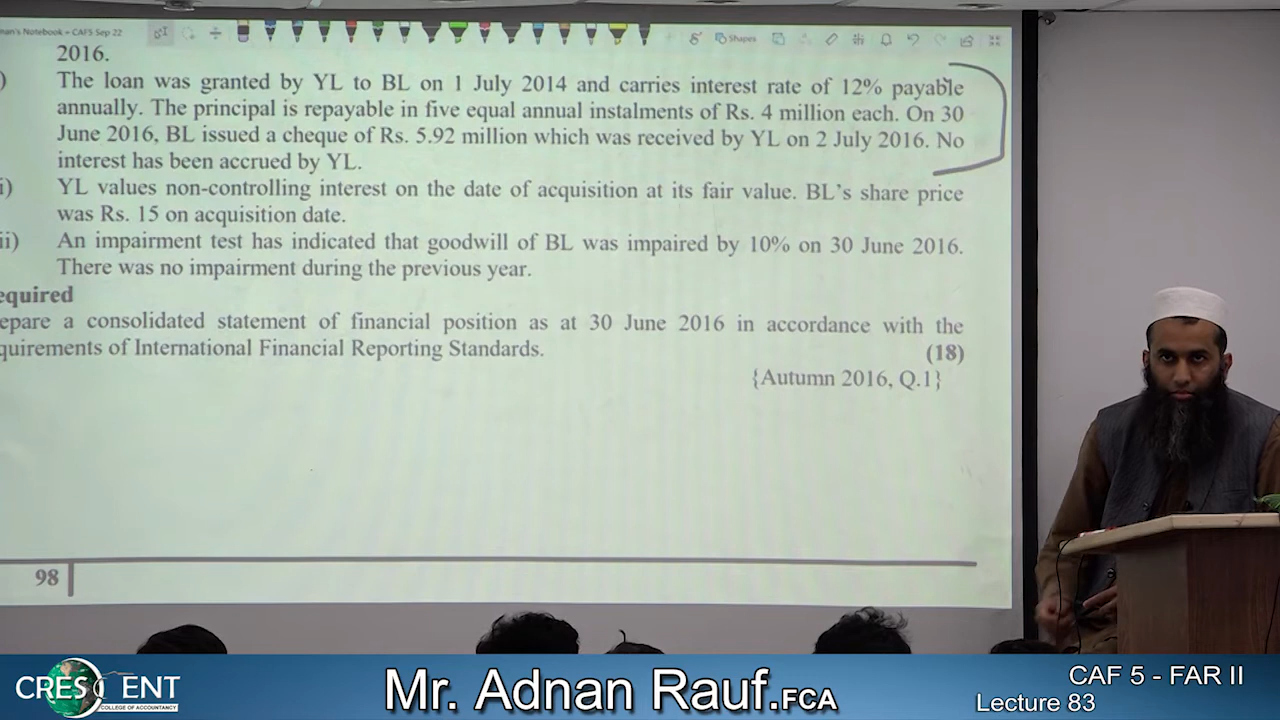 nan's Notebook » CAF5 Sep 22
Shapes
2016.
)
The loan was granted by YL to BL on 1 July 2014 and carries interest rate of 12% payable
annually. The principal is repayable in five equal annual instalments of Rs. 4 million each. On 30
June 2016, BL issued a cheque of Rs. 5.92 million which was received by YL on 2 July 2016. No
interest has been accrued by YL.
i) YL values non-controlling interest on the date of acquisition at its fair value. BL's share price
was Rs. 15 on acquisition date.
ii) An impairment test has indicated that goodwill of BL was impaired by 10% on 30 June 2016.
There was no impairment during the previous year.
equired
epare a consolidated statement of financial position as at 30 June 2016 in accordance with the
quirements of International Financial Reporting Standards. (18)
{Autumn 2016, Q.1}
98
CRESCENT
COLLEGE OF ACCOUNTANCY
Mr. Adnan Rauf.FCA
CAF 5 - FAR II
Lecture 83